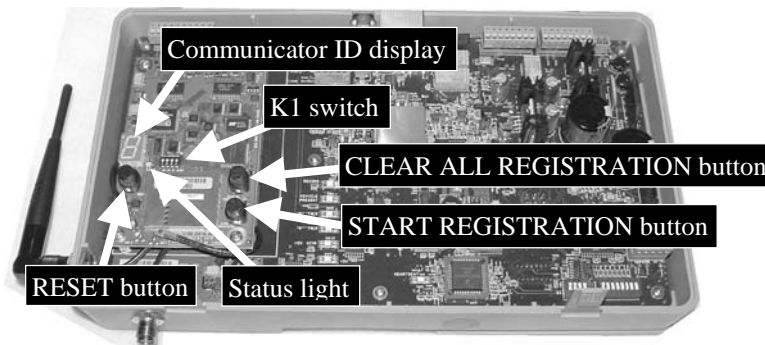 Communicator ID display
K1 switch
CLEAR ALL REGISTRATION button
START REGISTRATION button
RESET button
Status light